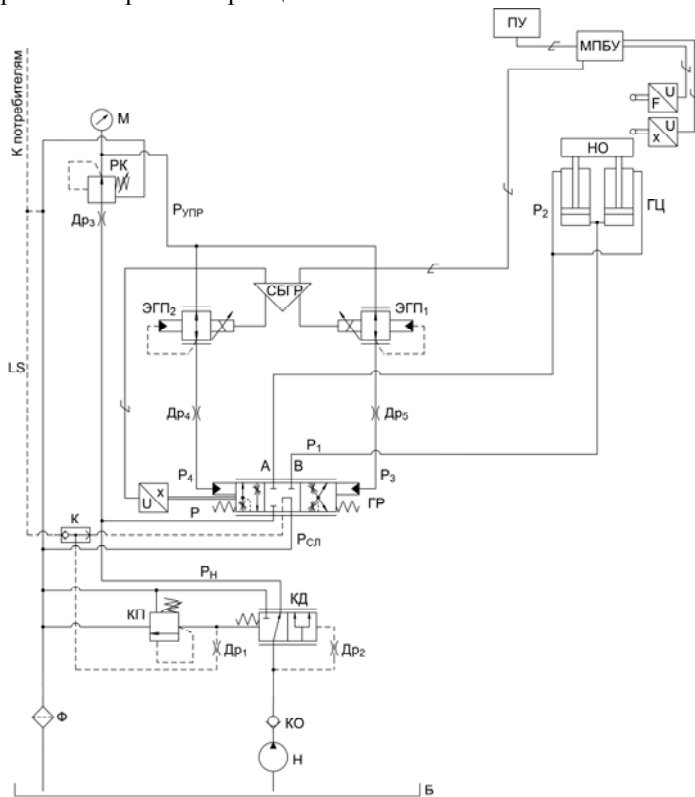 ПУ
МПБУ
К потребителям
U
F
U
x
М
НО
РК
Pупр
P2
ГЦ
Др3
СБГР
ЭГП2
ЭГП1
LS
Др4
Др5
P1
A
B
P4
P3
x
U
ГР
P
К
Pсл
Pн
КП
КД
Др1
Др2
Ф
КО
Н
Б